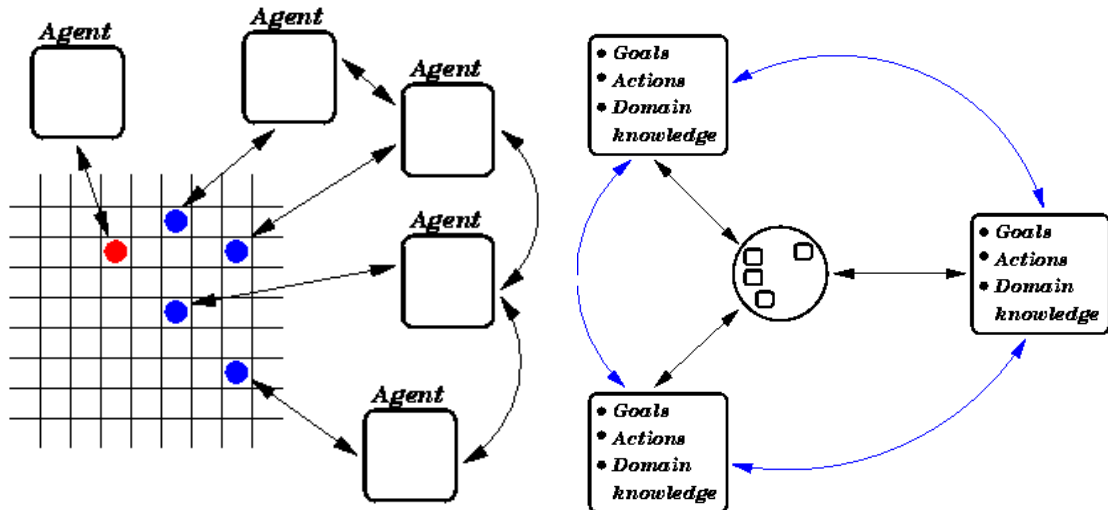 Agent
Agent
Agent
Agent
Agent
• Goals
• Actions
• Domain
knowledge
• Goals
• Actions
• Domain
knowledge
• Goals
• Actions
• Domain
knowledge